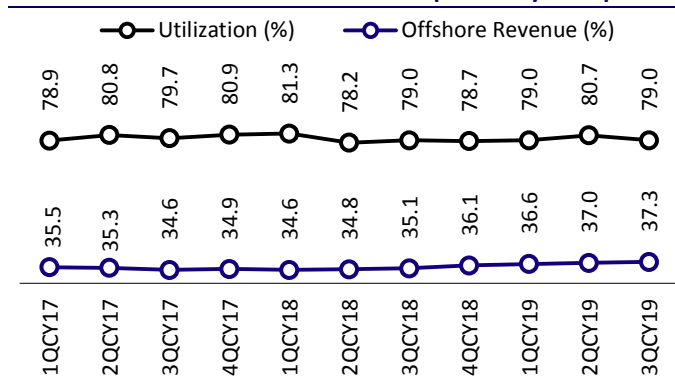 Utilization (%) Offshore Revenue (%)
78.9 80.8 79.7 80.9 81.3 78.2 79.0 78.7 79.0 80.7 79.0
35.5 35.3 34.6 34.9 34.6 34.8 35.1 36.1 36.6 37.0 37.3
1QCY17 2QCY17 3QCY17 4QCY17 1QCY18 2QCY18 3QCY18 4QCY18 1QCY19 2QCY19 3QCY19